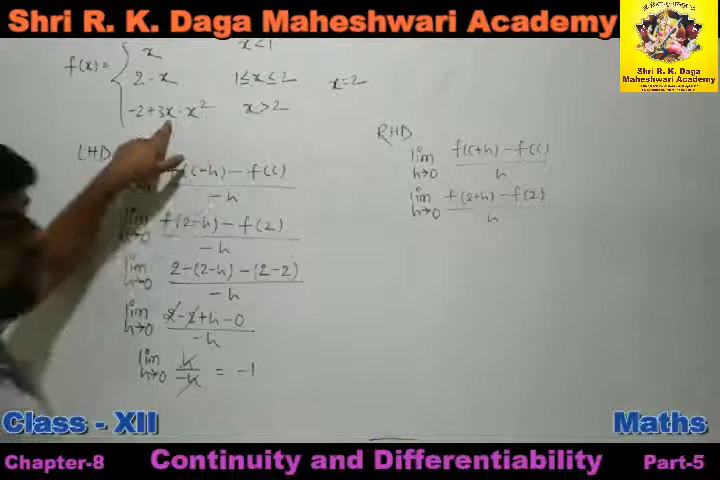 Shri R. K. Daga Maheshwari Academy
Shri R. K. Daga
Maheshwari Academy
f(x) = { x x < 1
2 - x 1 ≤ x ≤ 2 x = 2
-2 + 3x - x² x > 2
LHD
f(c-h) - f(c) / -h
lim h→0 f(2-h) - f(2) / -h
lim h→0 2 - (2-h) - (2-2) / -h
lim h→0 2 - 2 + h - 0 / -h
lim h→0 h / -h = -1
RHD
lim h→0 f(c+h) - f(c) / h
lim h→0 f(2+h) - f(2) / h
Class - XII
Maths
Chapter-8 Continuity and Differentiability Part-5